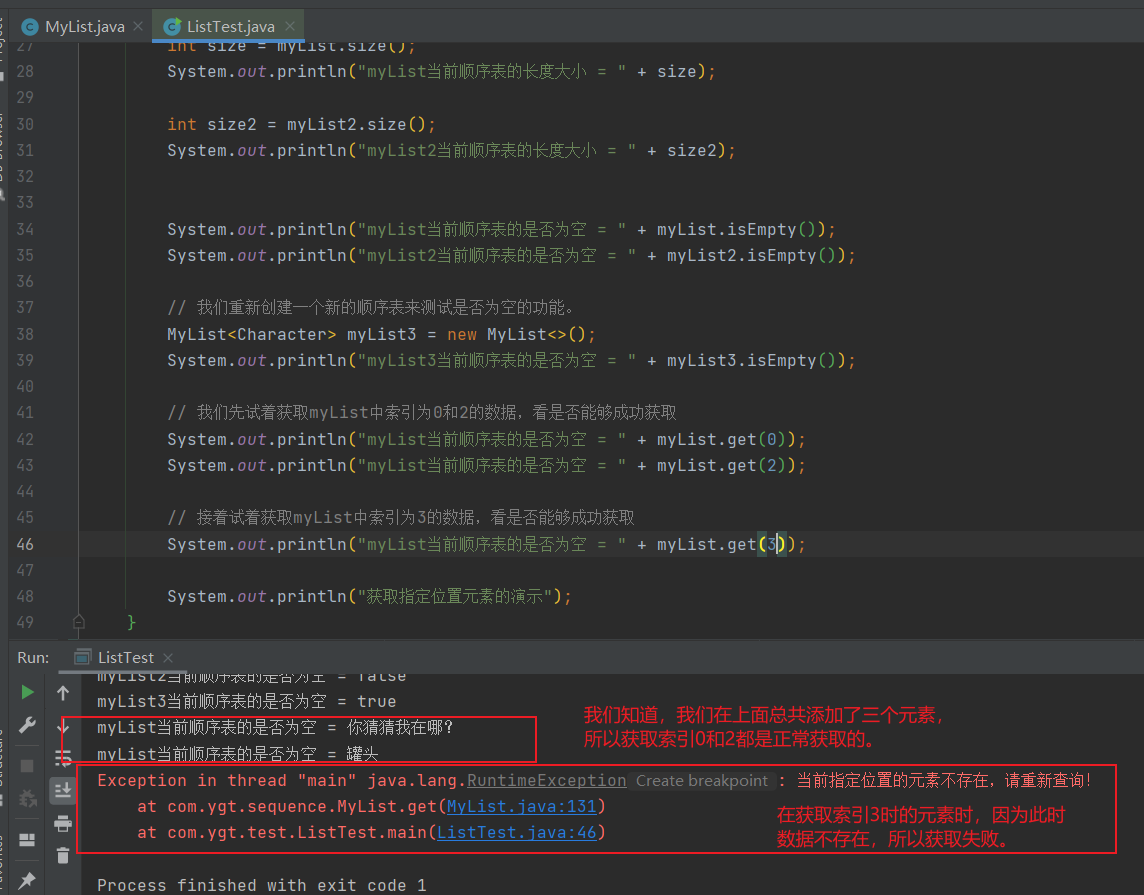 MyList.java ListTest.java
27 int size = myList.size();
28 System.out.println("myList当前顺序表的长度大小 = " + size);
29
30 int size2 = myList2.size();
31 System.out.println("myList2当前顺序表的长度大小 = " + size2);
32
33
34 System.out.println("myList当前顺序表的是否为空 = " + myList.isEmpty());
35 System.out.println("myList2当前顺序表的是否为空 = " + myList2.isEmpty());
36
37 // 我们重新创建一个新的顺序表来测试是否为空的功能。
38 MyList<Character> myList3 = new MyList<>();
39 System.out.println("myList3当前顺序表的是否为空 = " + myList3.isEmpty());
40
41 // 我们先试着获取myList中索引为0和2的数据，看是否能够成功获取
42 System.out.println("myList当前顺序表的是否为空 = " + myList.get(0));
43 System.out.println("myList当前顺序表的是否为空 = " + myList.get(2));
44
45 // 接着试着获取myList中索引为3的数据，看是否能够成功获取
46 System.out.println("myList当前顺序表的是否为空 = " + myList.get(3));
47
48 System.out.println("获取指定位置元素的演示");
49 }
Run: ListTest
myList2当前顺序表的是否为空 = false
myList3当前顺序表的是否为空 = true
myList当前顺序表的是否为空 = 你猜猜我在哪？
myList当前顺序表的是否为空 = 罐头
我们知道，我们在上面总共添加了三个元素，
所以获取索引0和2都是正常获取的。
Exception in thread "main" java.lang.RuntimeException Create breakpoint : 当前指定位置的元素不存在，请重新查询！
at com.ygt.sequence.MyList.get(MyList.java:131)
at com.ygt.test.ListTest.main(ListTest.java:46)
在获取索引3时的元素时，因为此时
数据不存在，所以获取失败。
Process finished with exit code 1